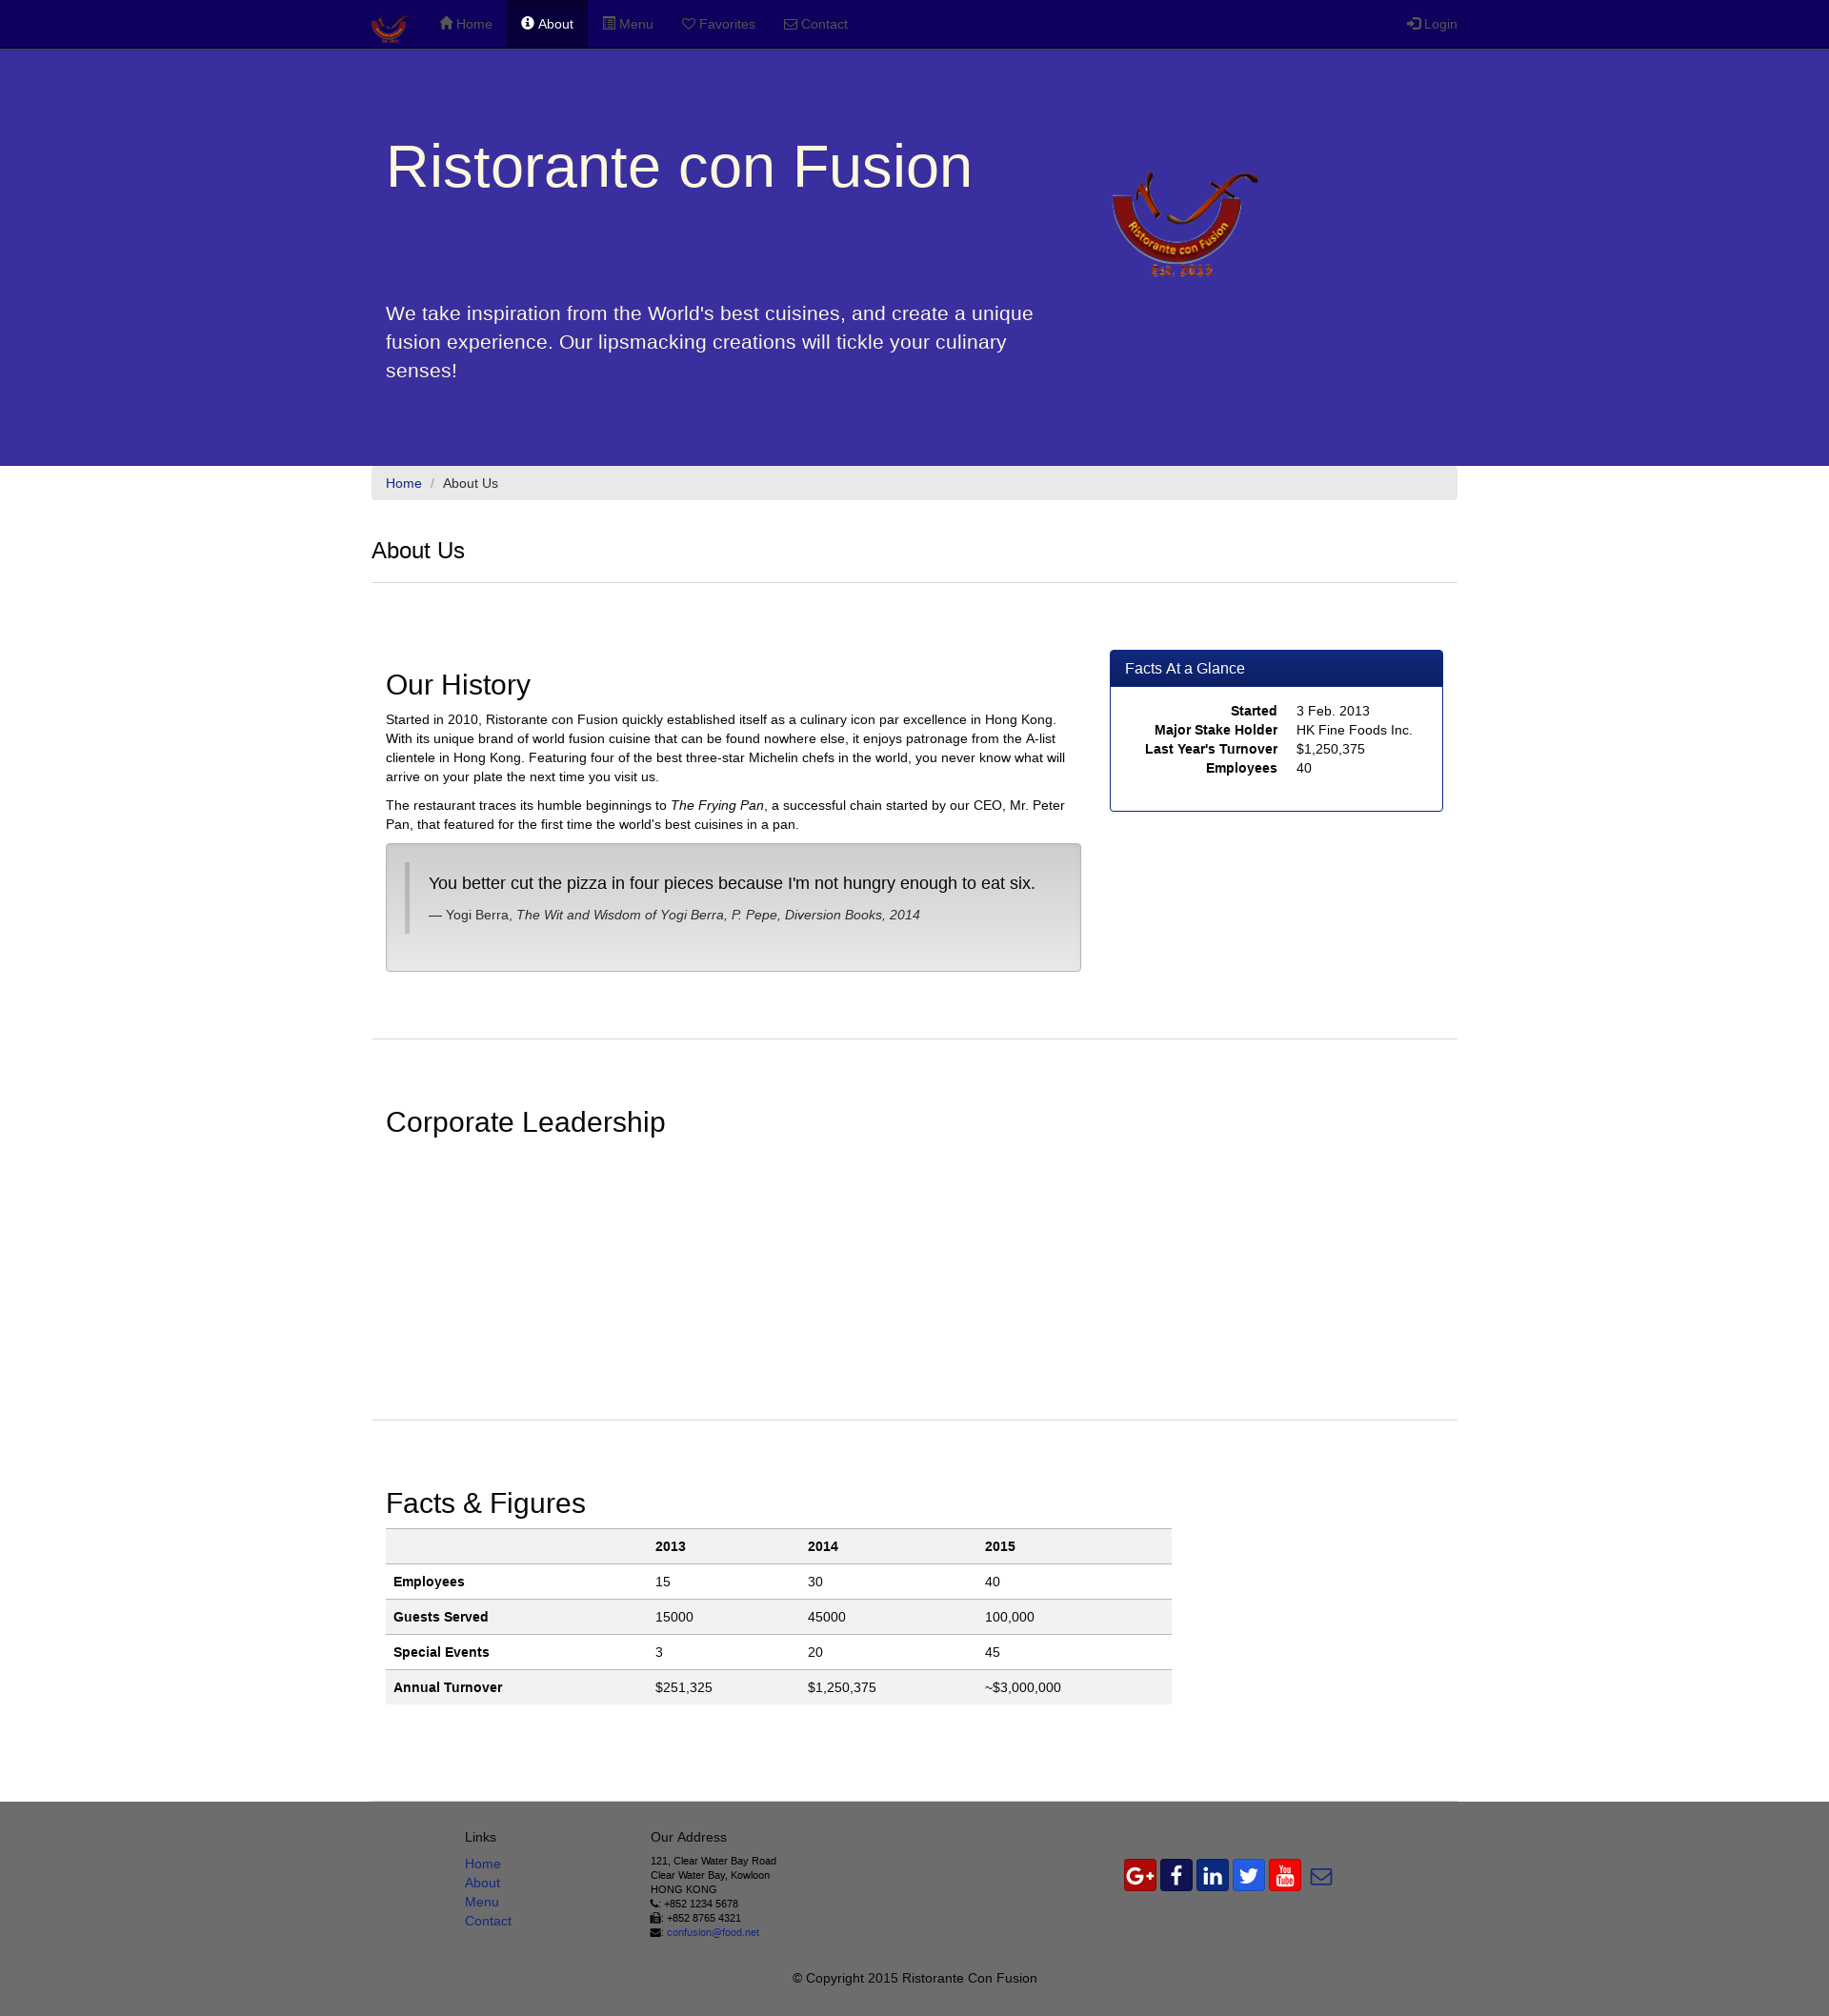 Home
About
Menu
Favorites
Contact
Login
Ristorante con Fusion
Ristorante con Fusion
Est. 2013
We take inspiration from the World's best cuisines, and create a unique
fusion experience. Our lipsmacking creations will tickle your culinary
senses!
Home / About Us
About Us
Our History
Started in 2010, Ristorante con Fusion quickly established itself as a culinary icon par excellence in Hong Kong.
With its unique brand of world fusion cuisine that can be found nowhere else, it enjoys patronage from the A-list
clientele in Hong Kong. Featuring four of the best three-star Michelin chefs in the world, you never know what will
arrive on your plate the next time you visit us.
The restaurant traces its humble beginnings to The Frying Pan, a successful chain started by our CEO, Mr. Peter
Pan, that featured for the first time the world's best cuisines in a pan.
You better cut the pizza in four pieces because I'm not hungry enough to eat six.
— Yogi Berra, The Wit and Wisdom of Yogi Berra, P. Pepe, Diversion Books, 2014
Facts At a Glance
Started 3 Feb. 2013
Major Stake Holder HK Fine Foods Inc.
Last Year's Turnover $1,250,375
Employees 40
Corporate Leadership
Facts & Figures
2013 2014 2015
Employees 15 30 40
Guests Served 15000 45000 100,000
Special Events 3 20 45
Annual Turnover $251,325 $1,250,375 ~$3,000,000
Links
Home
About
Menu
Contact
Our Address
121, Clear Water Bay Road
Clear Water Bay, Kowloon
HONG KONG
: +852 1234 5678
: +852 8765 4321
: confusion@food.net
G+ f in You Tube
© Copyright 2015 Ristorante Con Fusion